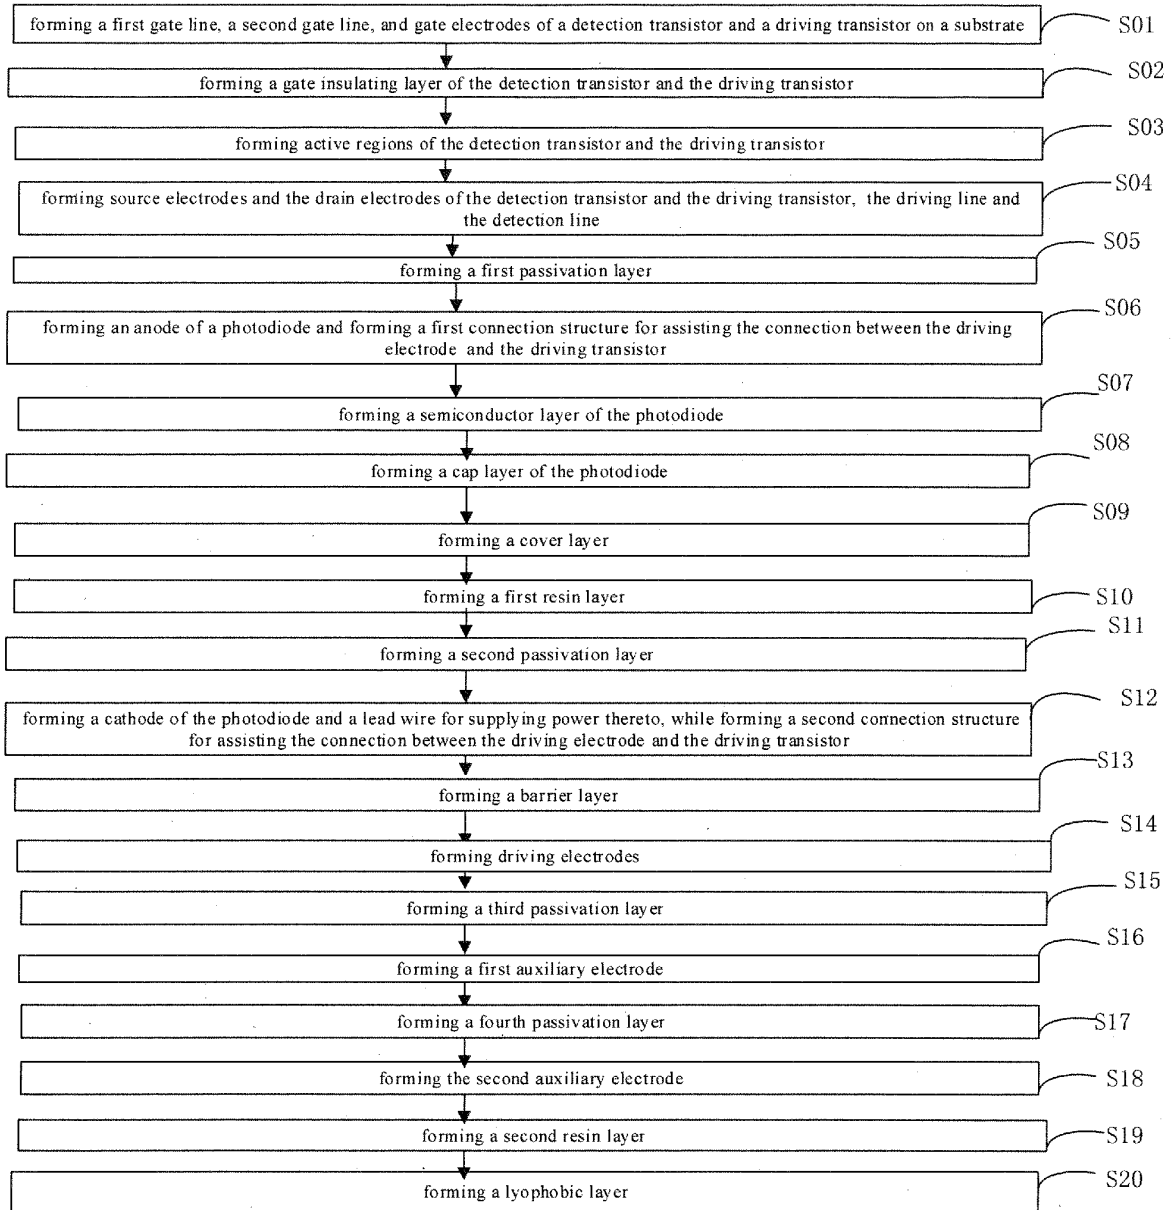 forming a first gate line, a second gate line, and gate electrodes of a detection transistor and a driving transistor on a substrate
S01
forming a gate insulating layer of the detection transistor and the driving transistor
S02
forming active regions of the detection transistor and the driving transistor
S03
forming source electrodes and the drain electrodes of the detection transistor and the driving transistor, the driving line and
the detection line
S04
forming a first passivation layer
S05
forming an anode of a photodiode and forming a first connection structure for assisting the connection between the driving
electrode and the driving transistor
S06
forming a semiconductor layer of the photodiode
S07
forming a cap layer of the photodiode
S08
forming a cover layer
S09
forming a first resin layer
S10
forming a second passivation layer
S11
forming a cathode of the photodiode and a lead wire for supplying power thereto, while forming a second connection structure
for assisting the connection between the driving electrode and the driving transistor
S12
forming a barrier layer
S13
forming driving electrodes
S14
forming a third passivation layer
S15
forming a first auxiliary electrode
S16
forming a fourth passivation layer
S17
forming the second auxiliary electrode
S18
forming a second resin layer
S19
forming a lyophobic layer
S20